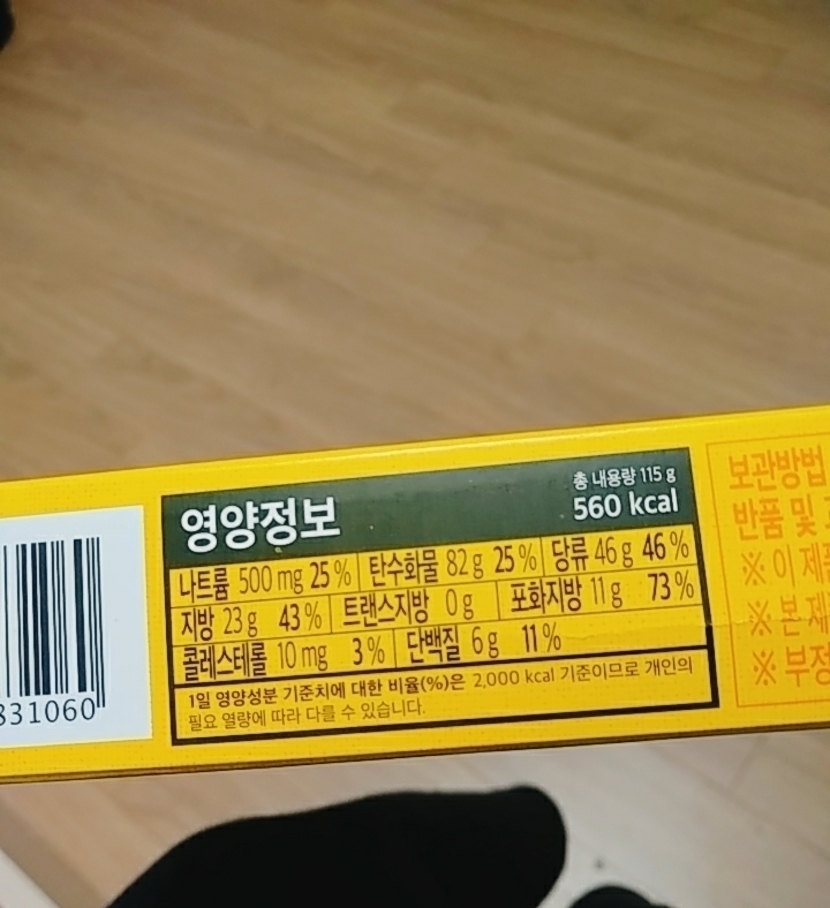 영양정보
총 내용량 115 g
560 kcal
나트륨 500 mg 25% 탄수화물 82 g 25% 당류 46 g 46%
지방 23 g 43% 트랜스지방 0 g 포화지방 11 g 73%
콜레스테롤 10 mg 3% 단백질 6 g 11%
1일 영양성분 기준치에 대한 비율(%)은 2,000 kcal 기준이므로 개인의
필요 열량에 따라 다를 수 있습니다.
831060
보관방법
반품 및
※ 이 제
※ 본 제
※ 부정